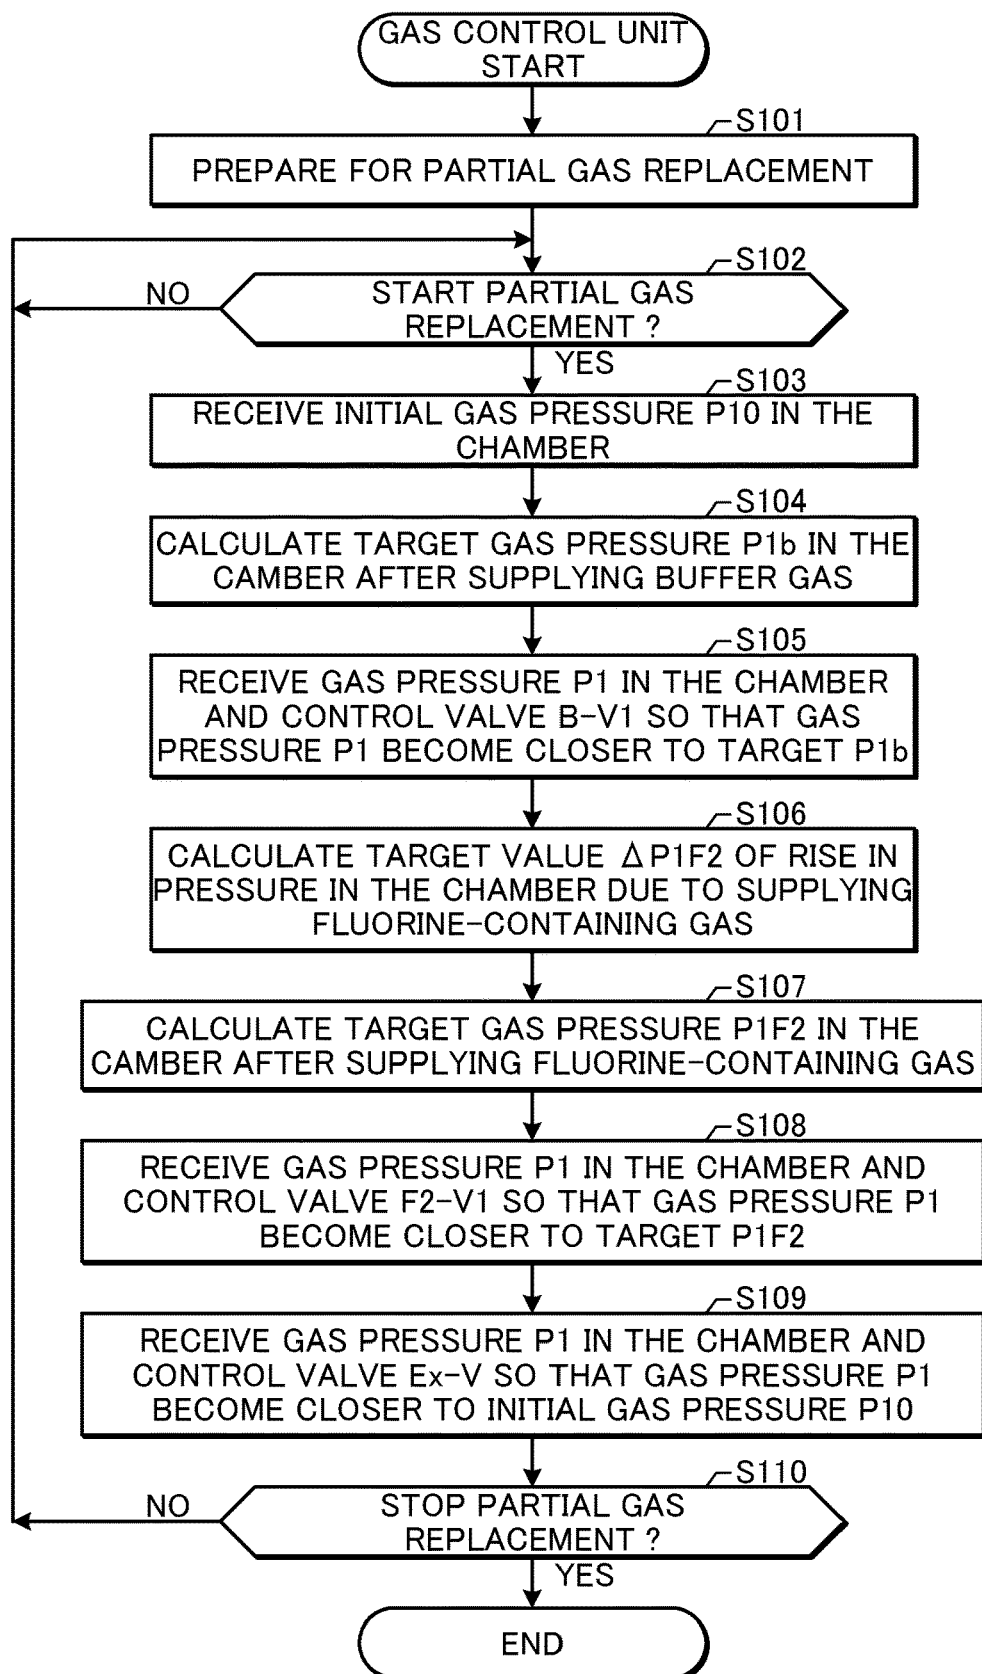 GAS CONTROL UNIT
START
S101
PREPARE FOR PARTIAL GAS REPLACEMENT
S102
START PARTIAL GAS
REPLACEMENT ?
NO
YES
S103
RECEIVE INITIAL GAS PRESSURE P10 IN THE
CHAMBER
S104
CALCULATE TARGET GAS PRESSURE P1b IN THE
CAMBER AFTER SUPPLYING BUFFER GAS
S105
RECEIVE GAS PRESSURE P1 IN THE CHAMBER
AND CONTROL VALVE B-V1 SO THAT GAS
PRESSURE P1 BECOME CLOSER TO TARGET P1b
S106
CALCULATE TARGET VALUE ΔP1F2 OF RISE IN
PRESSURE IN THE CHAMBER DUE TO SUPPLYING
FLUORINE-CONTAINING GAS
S107
CALCULATE TARGET GAS PRESSURE P1F2 IN THE
CAMBER AFTER SUPPLYING FLUORINE-CONTAINING GAS
S108
RECEIVE GAS PRESSURE P1 IN THE CHAMBER AND
CONTROL VALVE F2-V1 SO THAT GAS PRESSURE P1
BECOME CLOSER TO TARGET P1F2
S109
RECEIVE GAS PRESSURE P1 IN THE CHAMBER AND
CONTROL VALVE Ex-V SO THAT GAS PRESSURE P1
BECOME CLOSER TO INITIAL GAS PRESSURE P10
S110
STOP PARTIAL GAS
REPLACEMENT ?
NO
YES
END